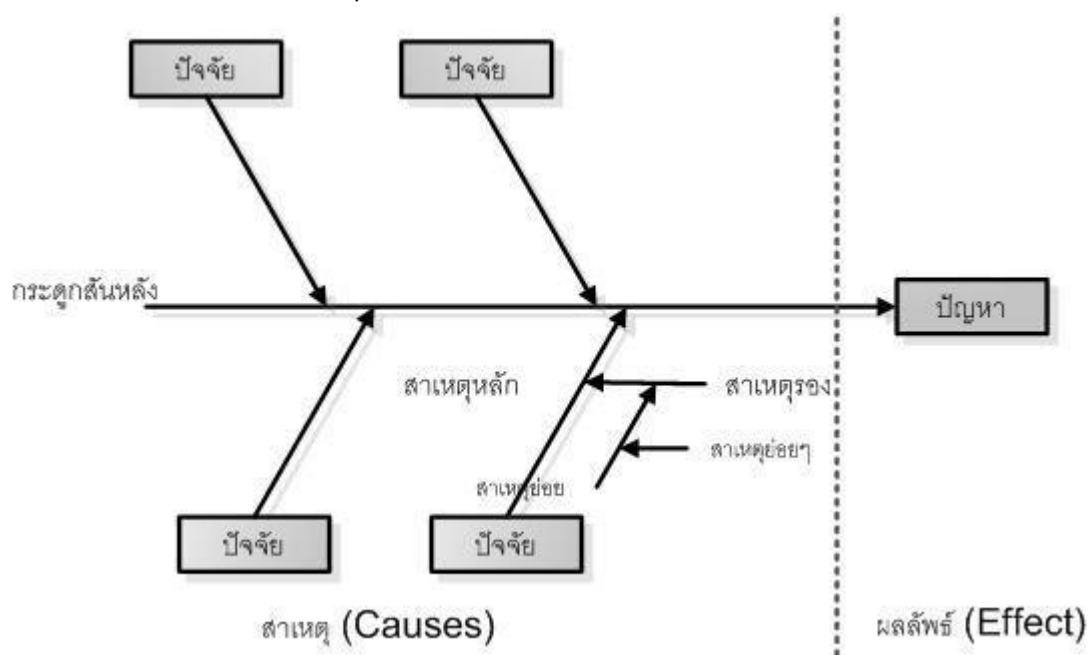 ปัจจัย
ปัจจัย
กระดูกสันหลัง
ปัญหา
สาเหตุหลัก
สาเหตุรอง
สาเหตุย่อยๆ
สาเหตุย่อย
ปัจจัย
ปัจจัย
สาเหตุ (Causes)
ผลลัพธ์ (Effect)